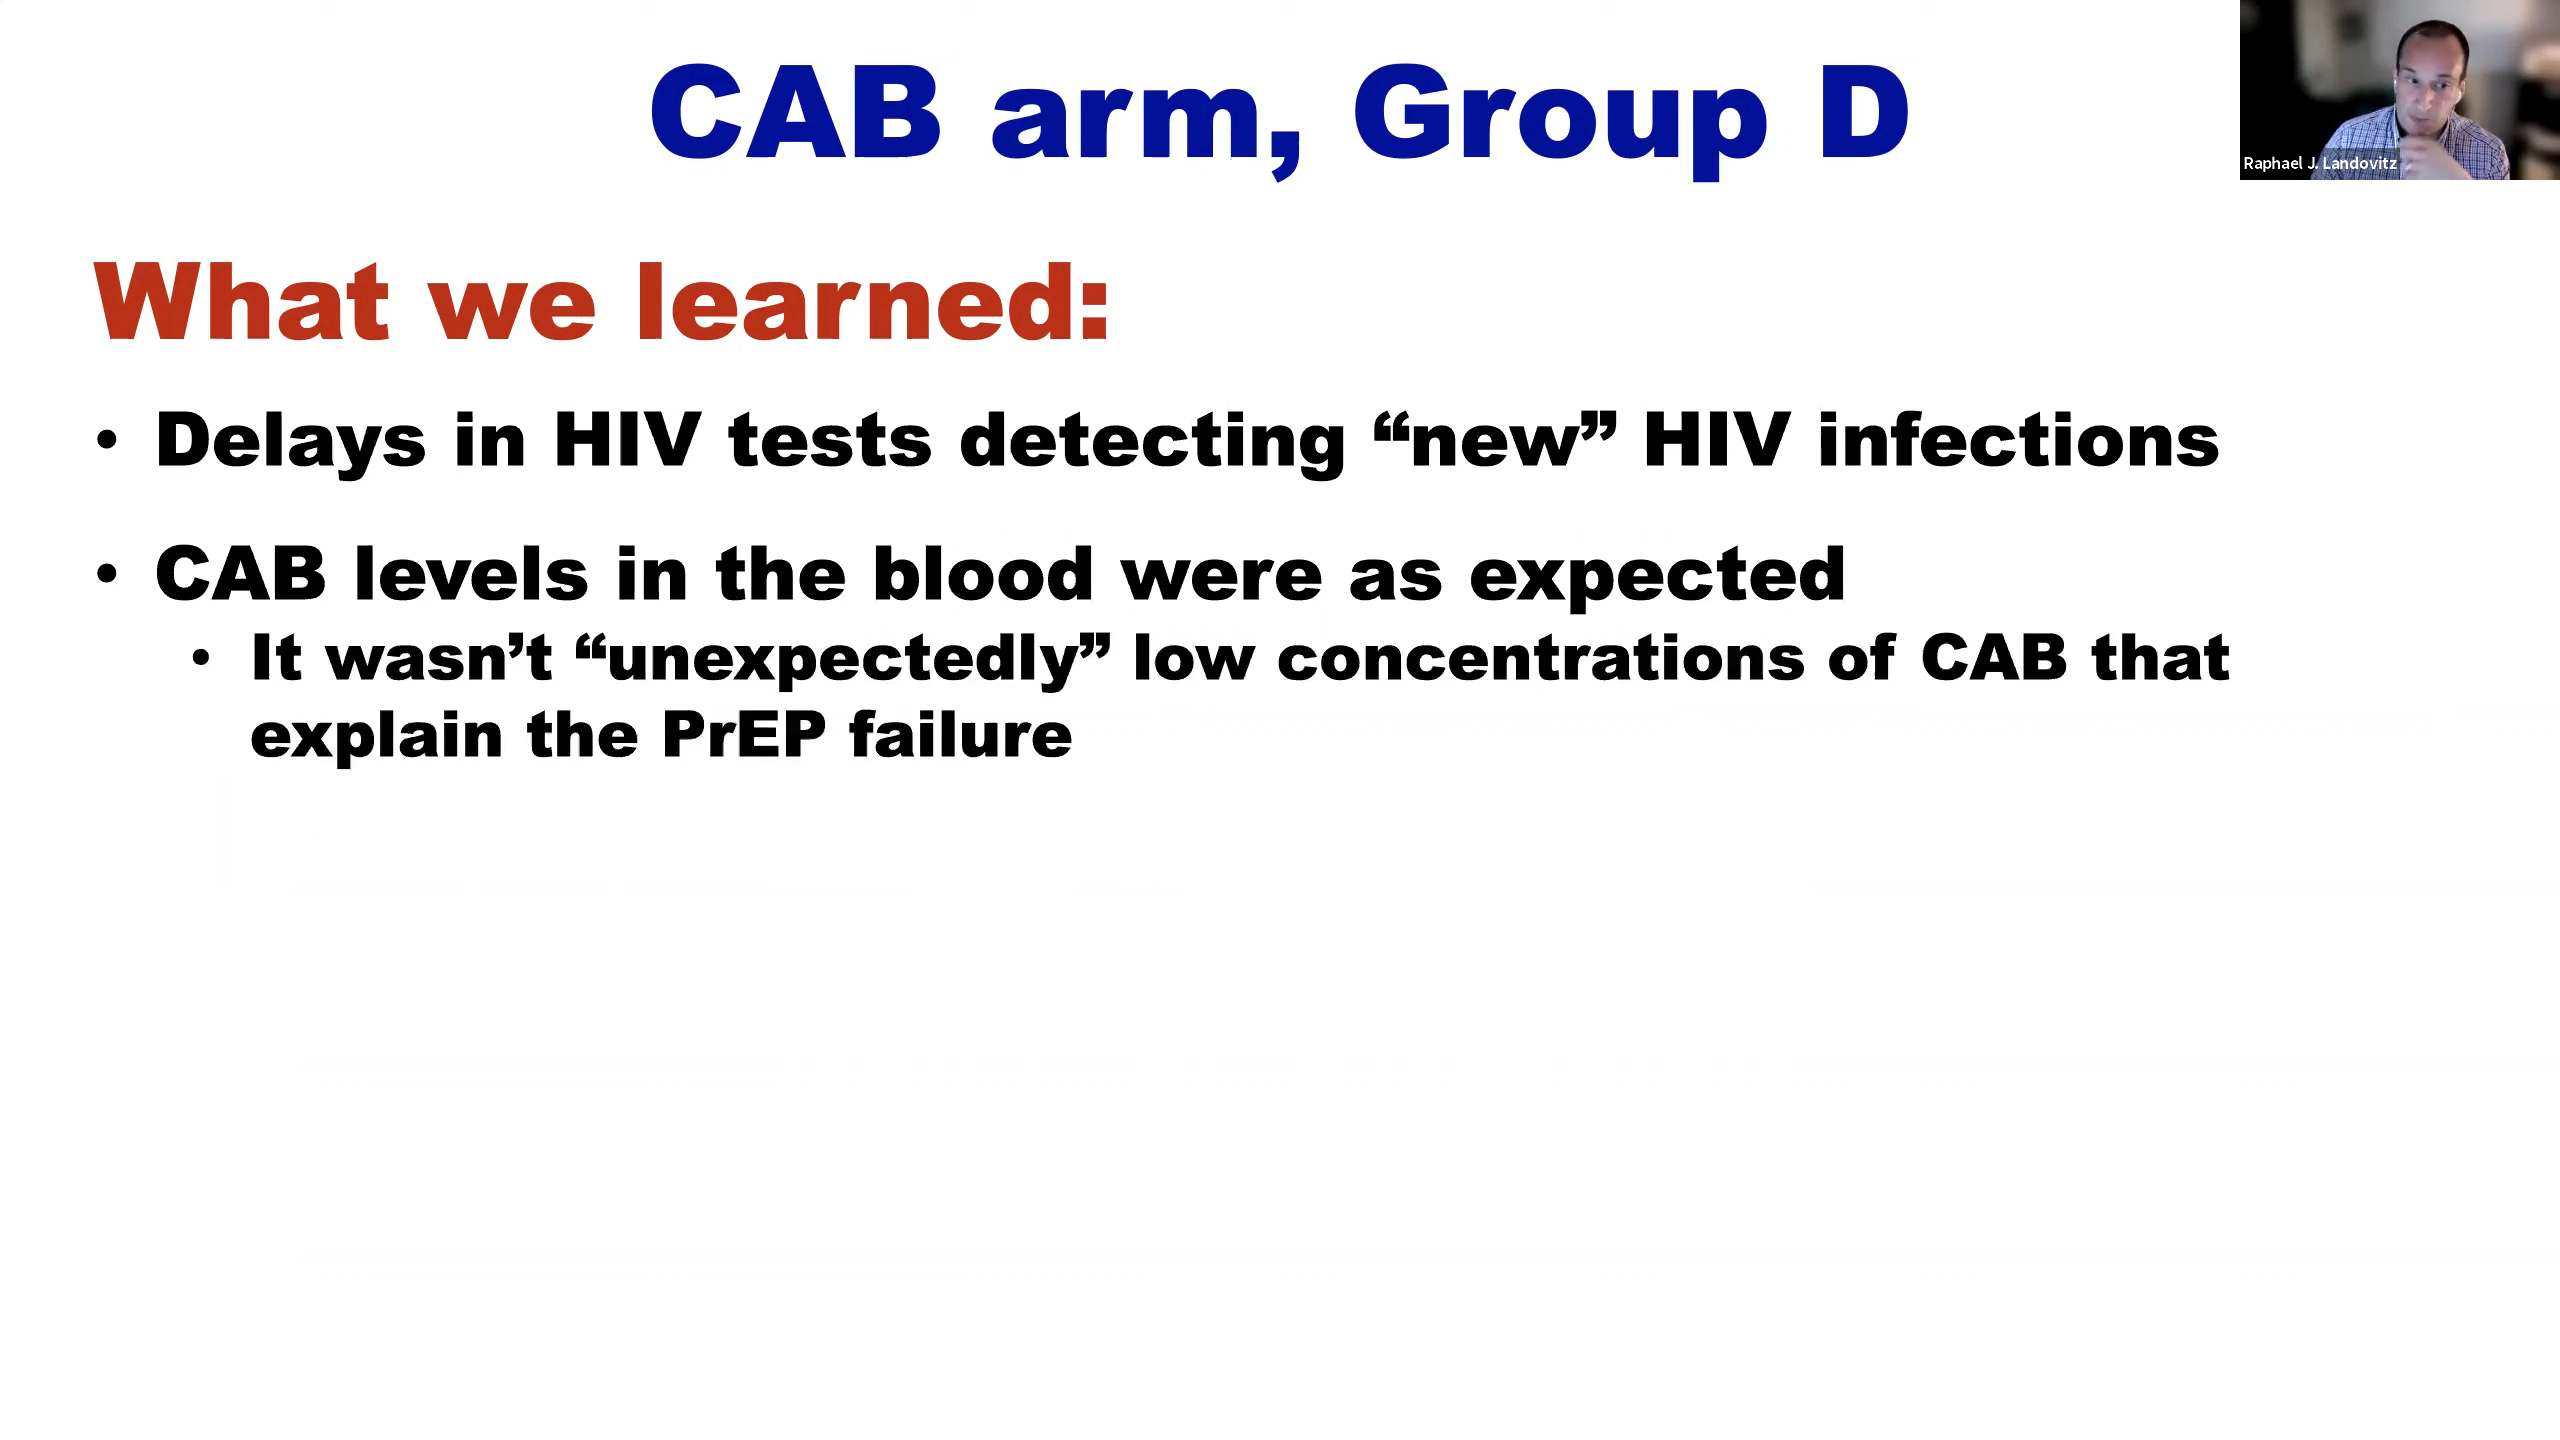 CAB arm, Group D
Raphael J. Landovitz
What we learned:
• Delays in HIV tests detecting “new” HIV infections
• CAB levels in the blood were as expected
• It wasn’t “unexpectedly” low concentrations of CAB that
explain the PrEP failure